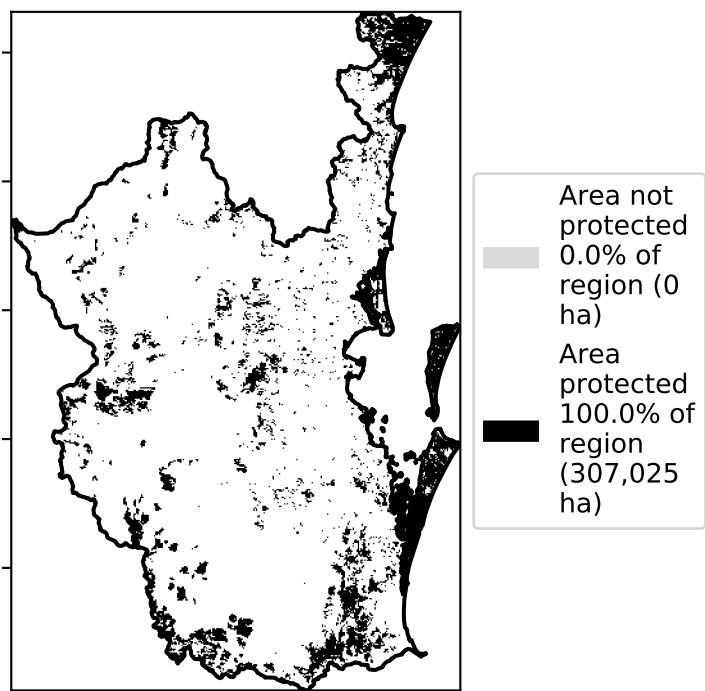 Area not
protected
0.0% of
region (0
ha)
Area
protected
100.0% of
region
(307,025
ha)